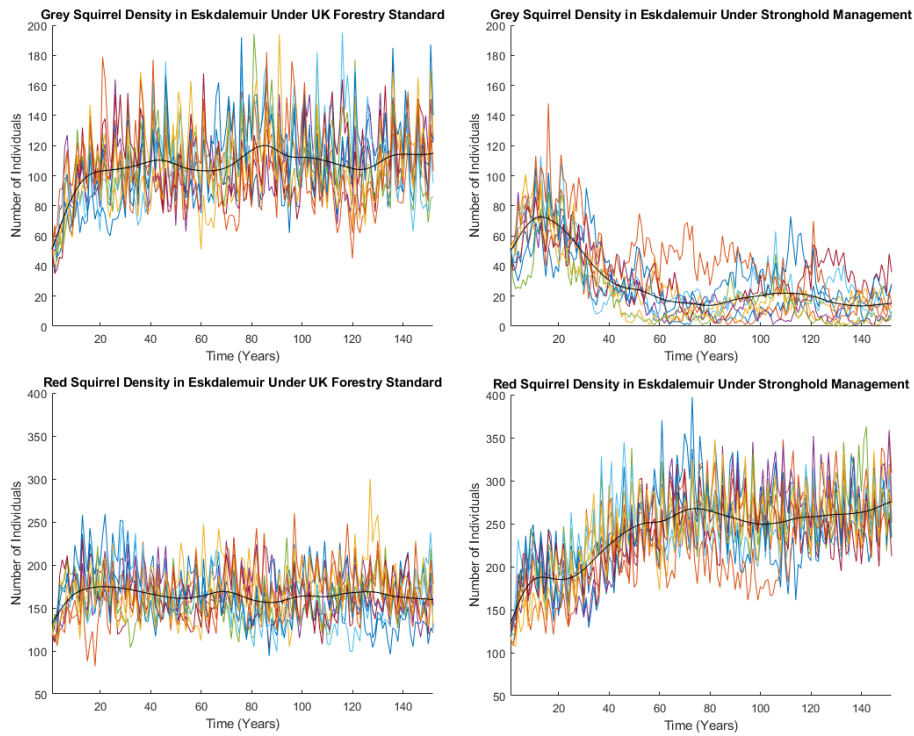 Grey Squirrel Density in Eskdalemuir Under UK Forestry Standard
200
180
160
140
120
100
80
60
40
20
0
Number of Individuals
20 40 60 80 100 120 140
Time (Years)
Grey Squirrel Density in Eskdalemuir Under Stronghold Management
200
180
160
140
120
100
80
60
40
20
0
Number of Individuals
20 40 60 80 100 120 140
Time (Years)
Red Squirrel Density in Eskdalemuir Under UK Forestry Standard
400
350
300
250
200
150
100
50
Number of Individuals
20 40 60 80 100 120 140
Time (Years)
Red Squirrel Density in Eskdalemuir Under Stronghold Management
400
350
300
250
200
150
100
50
Number of Individuals
20 40 60 80 100 120 140
Time (Years)